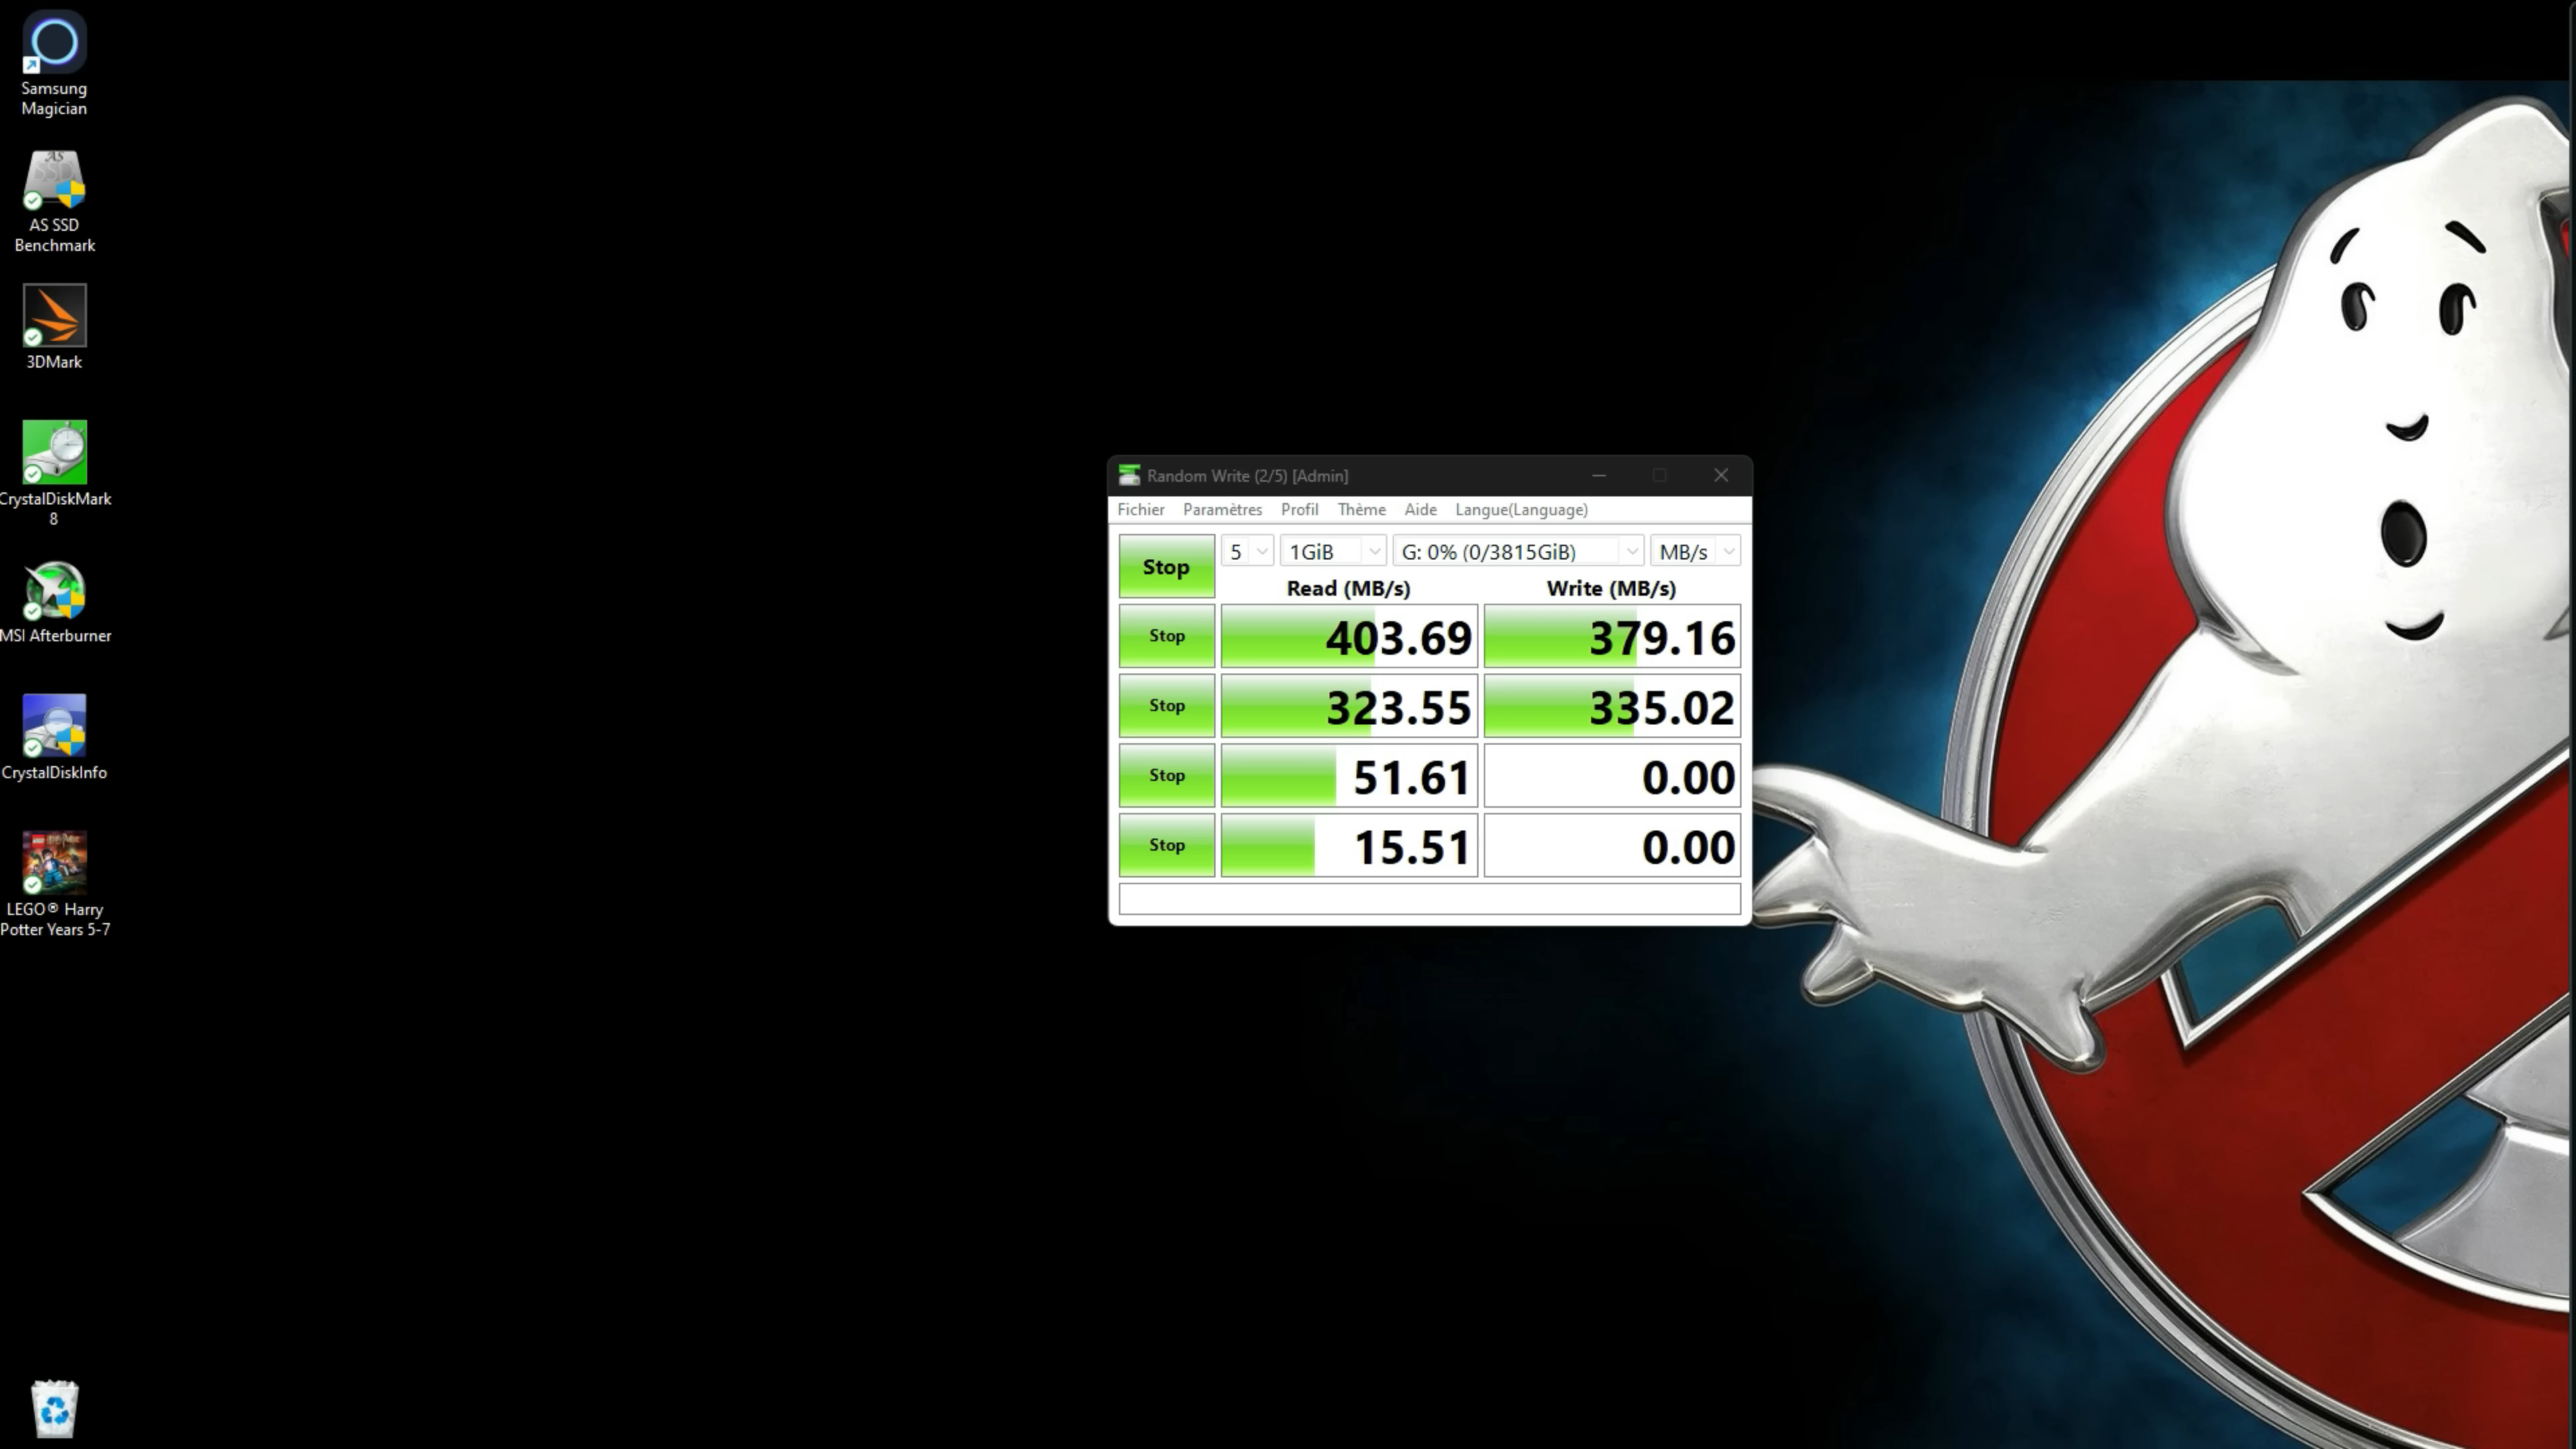 Samsung
Magician
AS
SSD
AS SSD
Benchmark
3DMark
CrystalDiskMark
8
MSI Afterburner
CrystalDiskInfo
LEGO® Harry
Potter Years 5-7
Random Write (2/5) [Admin]
Fichier Paramètres Profil Thème Aide Langue(Language)
Stop 5 1GiB G: 0% (0/3815GiB) MB/s
Read (MB/s) Write (MB/s)
Stop 403.69 379.16
Stop 323.55 335.02
Stop 51.61 0.00
Stop 15.51 0.00